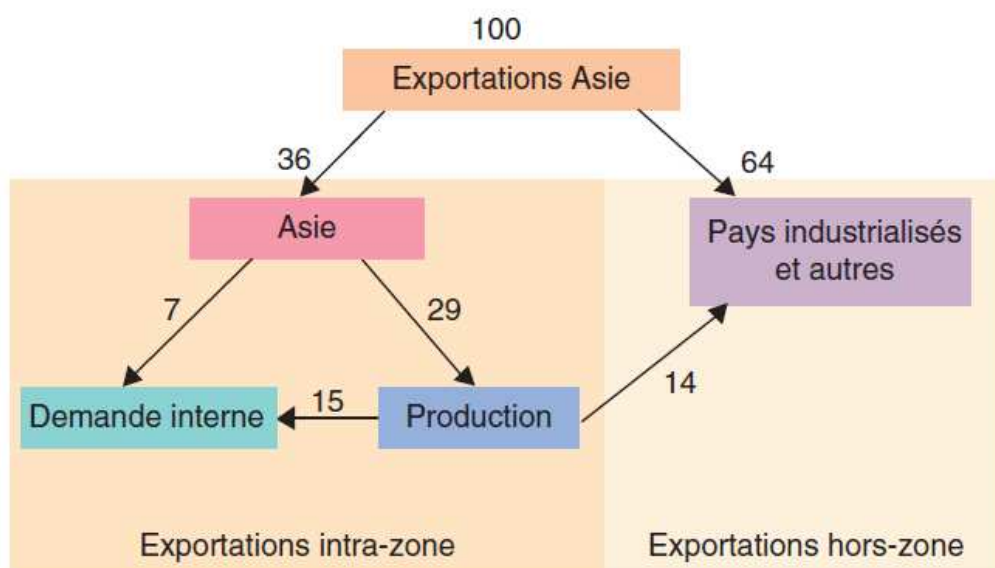 100
Exportations Asie
36
64
Asie
Pays industrialisés
et autres
7
29
14
Demande interne
15
Production
Exportations intra-zone
Exportations hors-zone